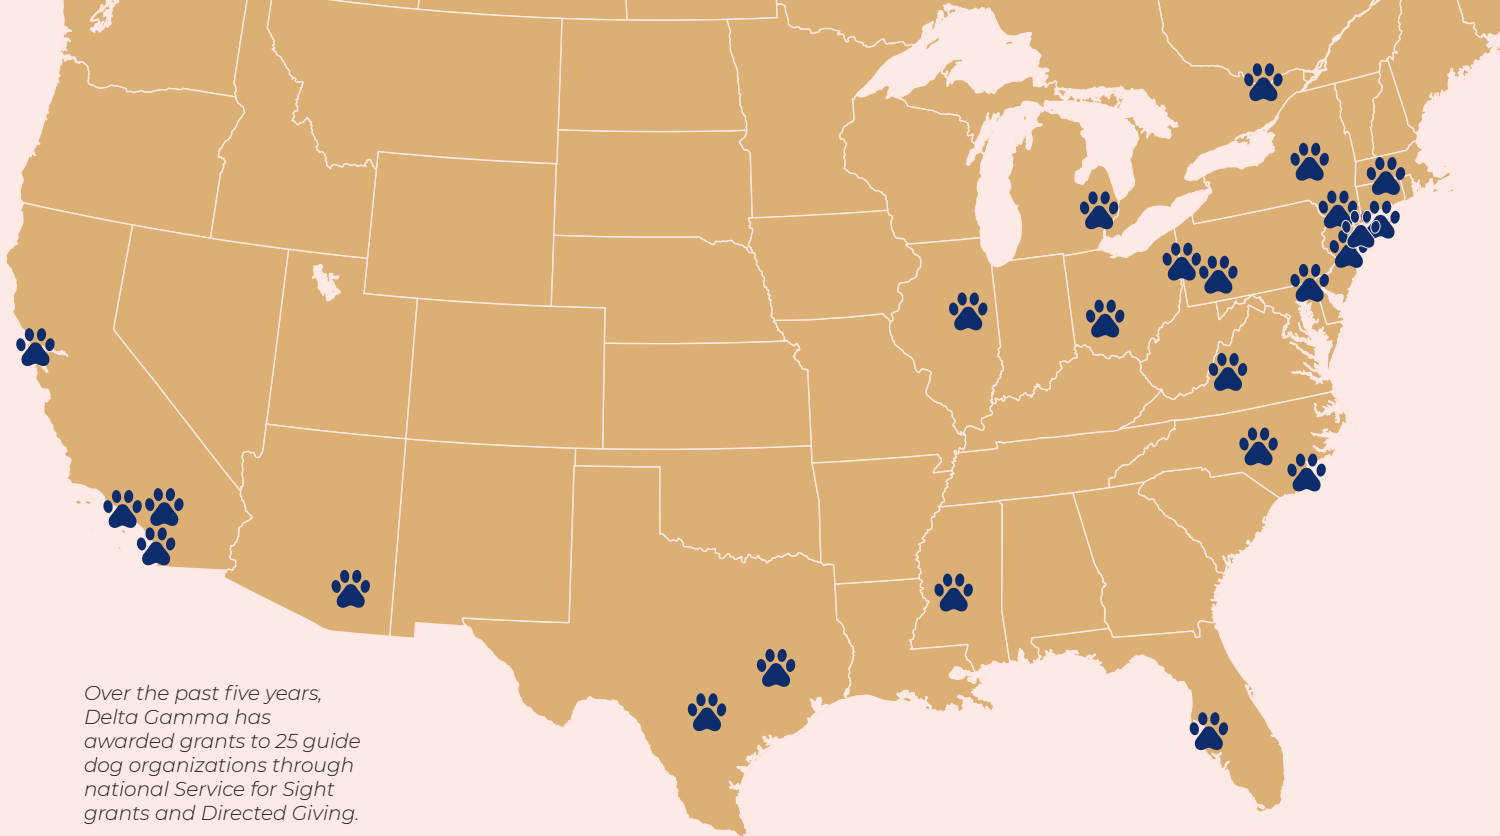 Over the past five years,
Delta Gamma has
awarded grants to 25 guide
dog organizations through
national Service for Sight
grants and Directed Giving.